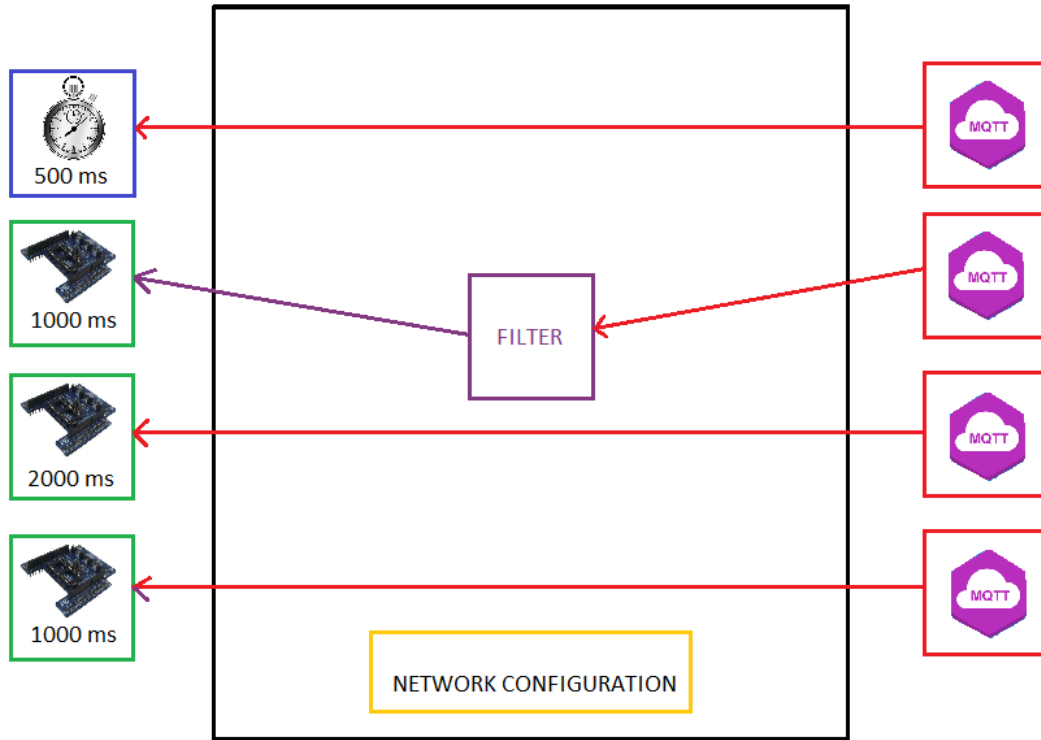 500 ms
MQTT
1000 ms
FILTER
MQTT
2000 ms
MQTT
1000 ms
MQTT
NETWORK CONFIGURATION